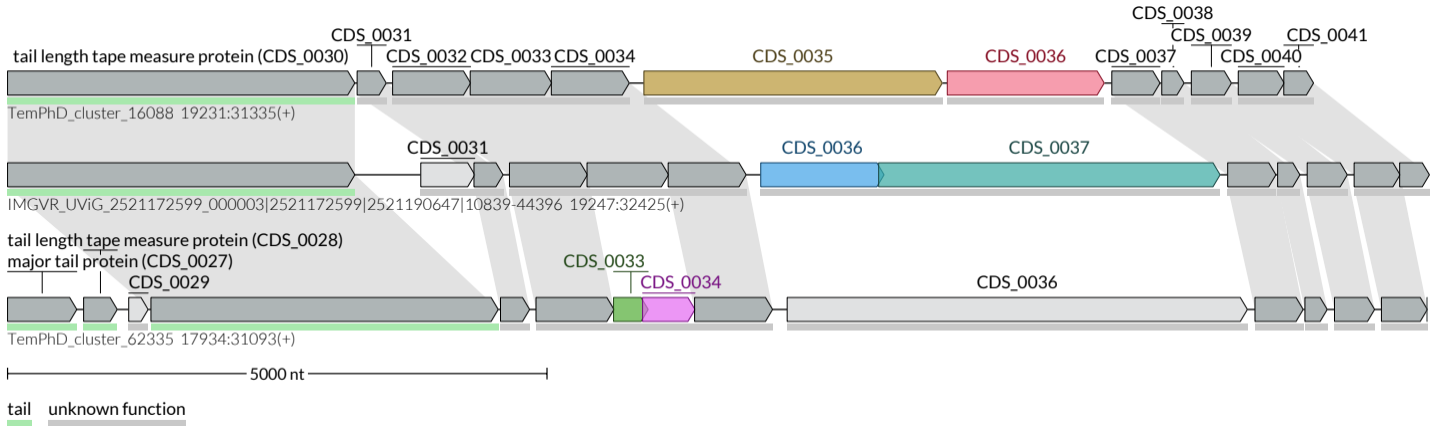 CDS_0038
CDS_0031 CDS_0039 CDS_0041
tail length tape measure protein (CDS_0030) CDS_0032 CDS_0033 CDS_0034 CDS_0035 CDS_0036 CDS_0037 CDS_0040
TemPhD_cluster_16088 19231:31335(+)
CDS_0031 CDS_0036 CDS_0037
IMGVR_UViG_2521172599_000003|2521172599|2521190647|10839-44396 19247:32425(+)
tail length tape measure protein (CDS_0028)
major tail protein (CDS_0027) CDS_0033
CDS_0029 CDS_0034 CDS_0036
TemPhD_cluster_62335 17934:31093(+)
5000 nt
tail unknown function